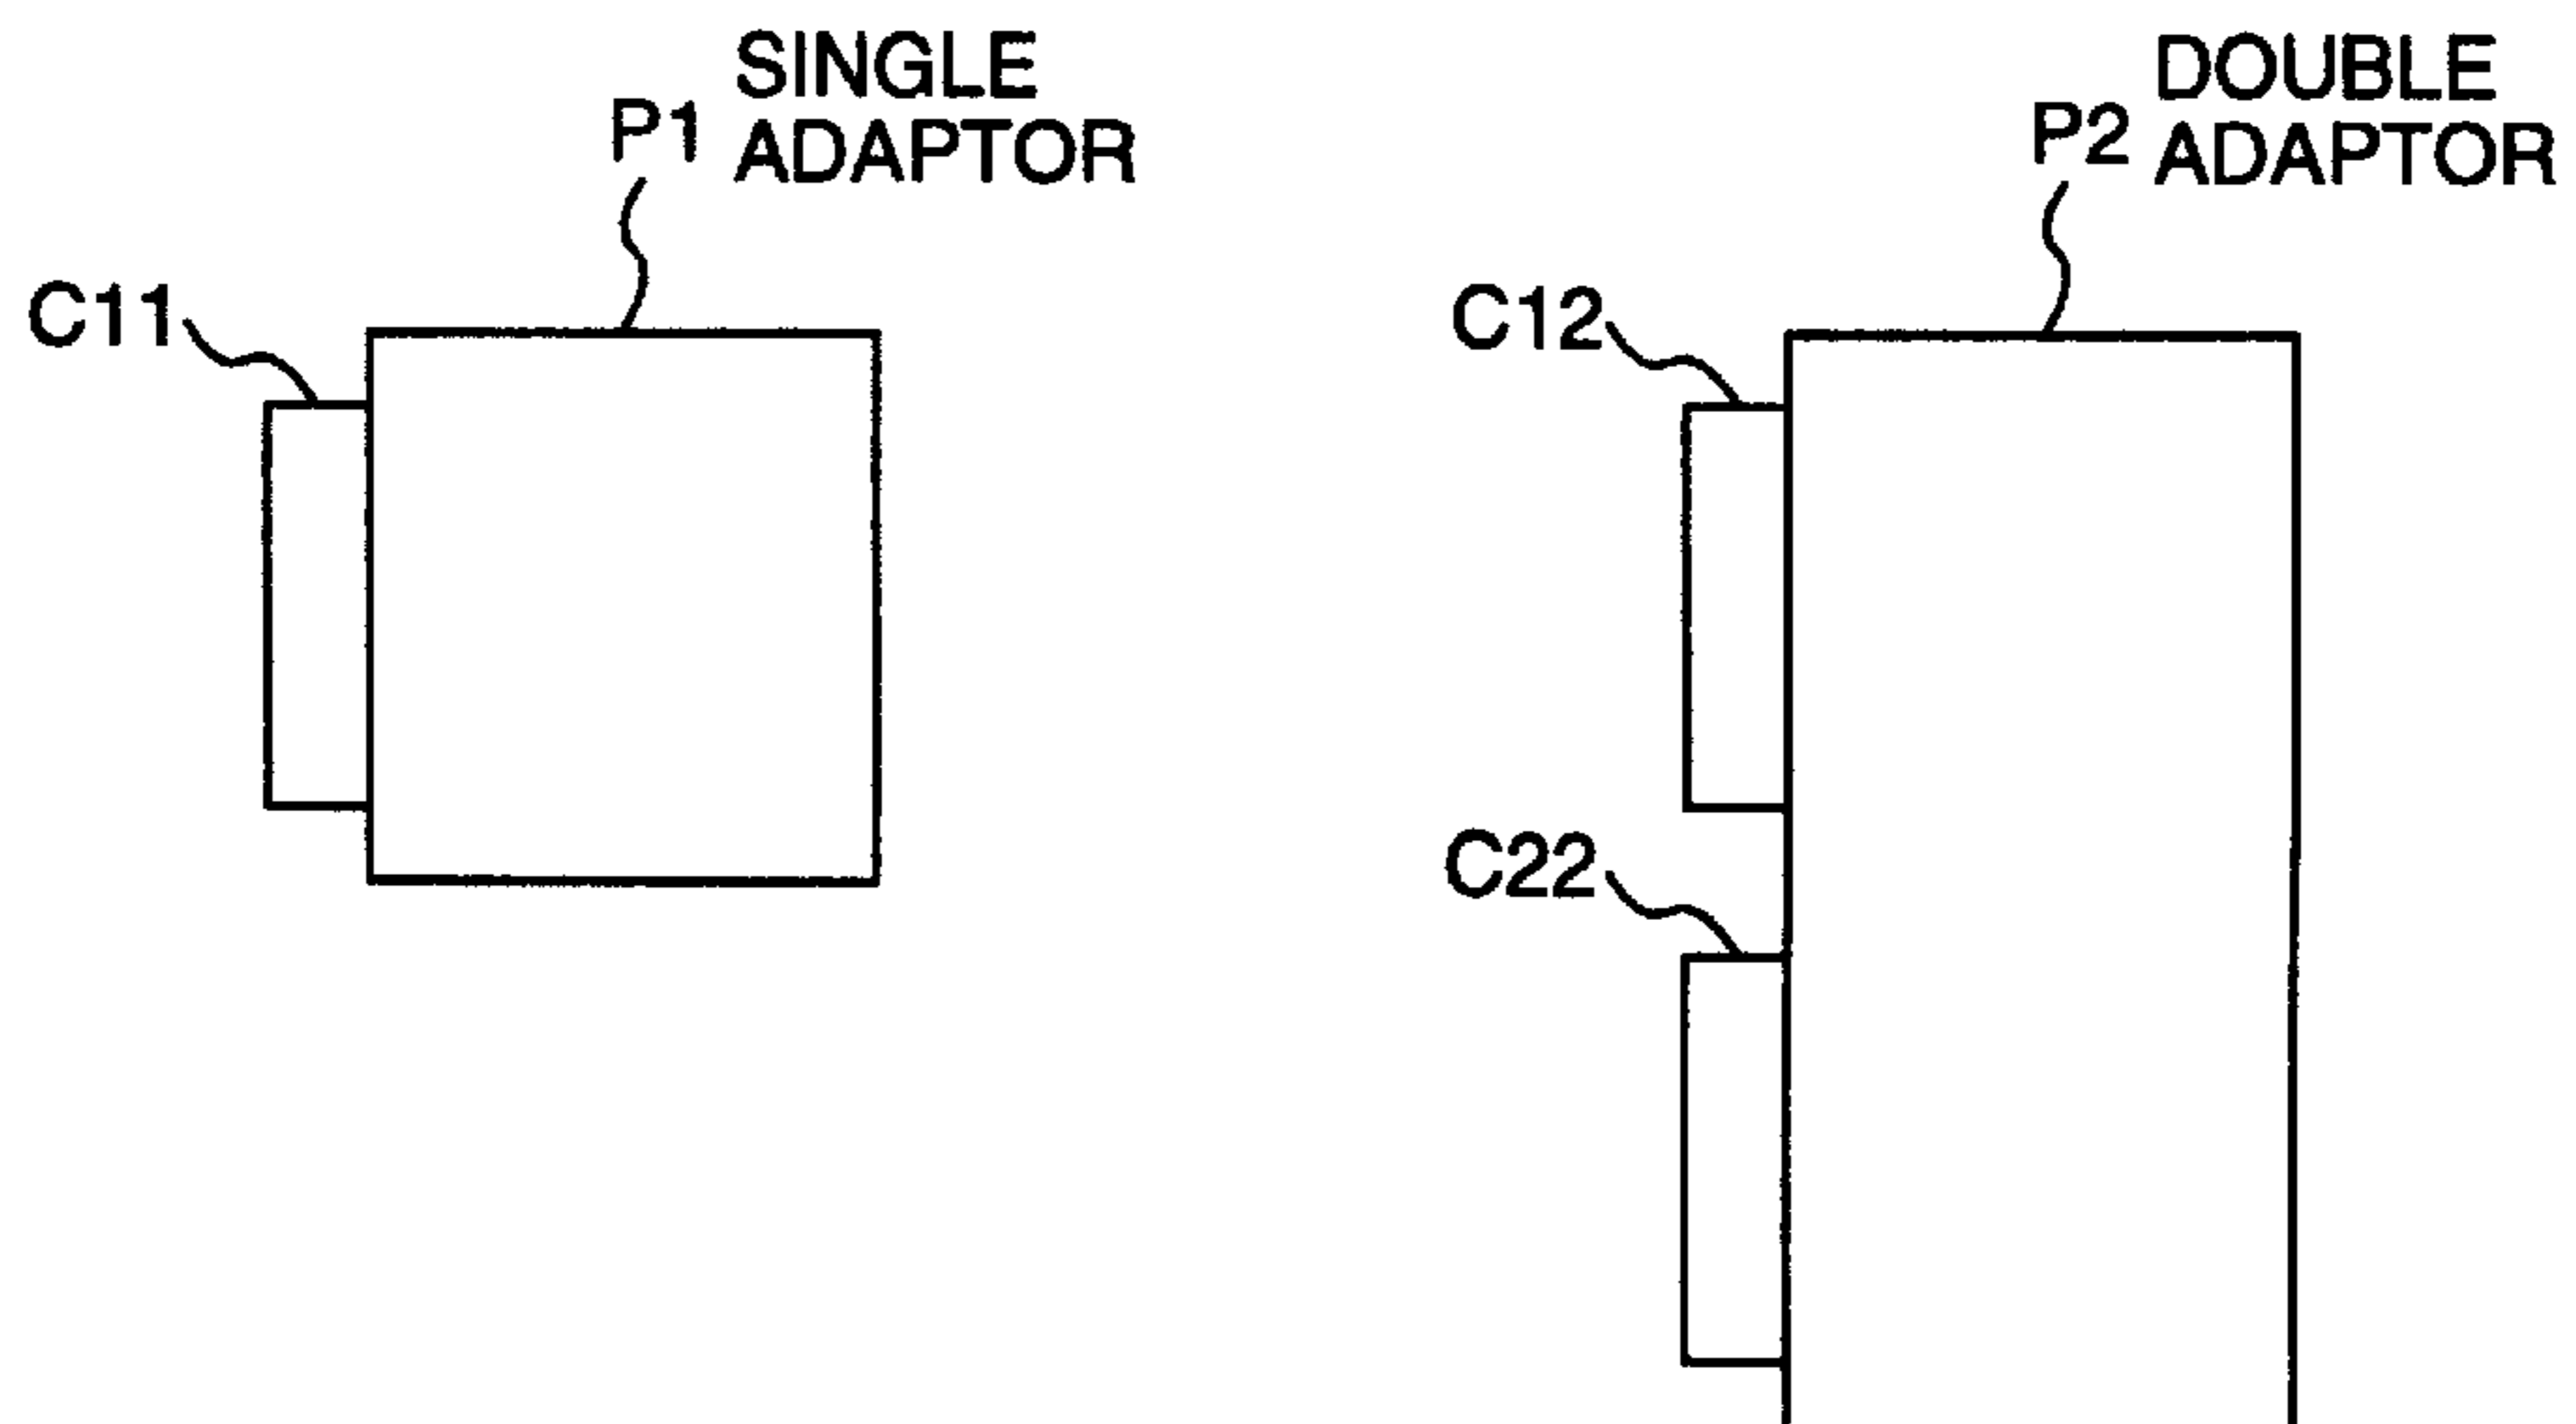 SINGLE
P1 ADAPTOR
C11
DOUBLE
P2 ADAPTOR
C12
C22